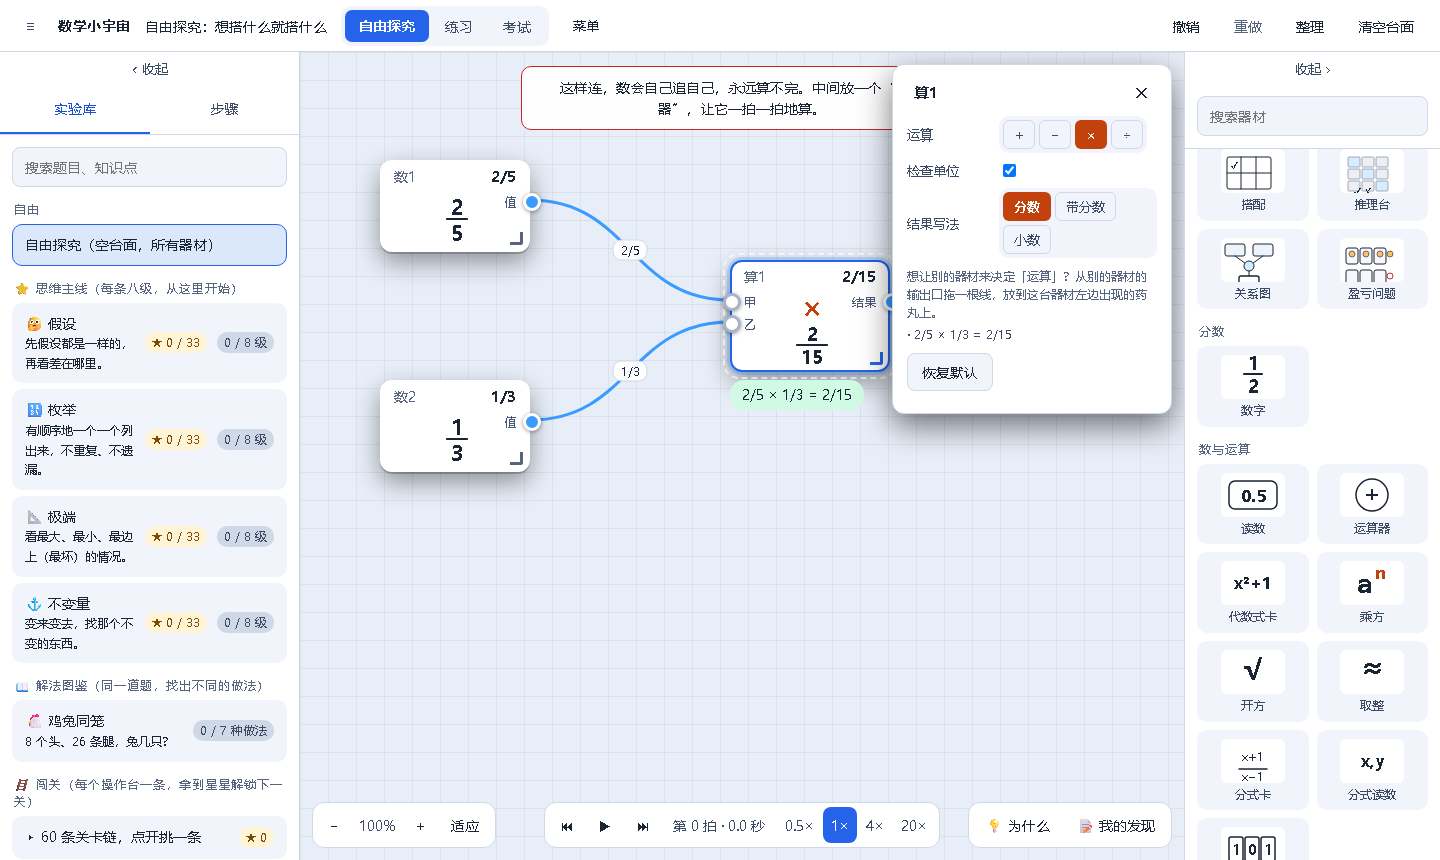 ≡ 数学小宇宙 自由探究：想搭什么就搭什么 自由探究 练习 考试 菜单 撤销 重做 整理 清空台面
‹ 收起
实验库 步骤
搜索题目、知识点
自由
自由探究（空台面，所有器材）
思维主线（每条八级，从这里开始）
假设
先假设都是一样的，
再看差在哪里。
★ 0 / 33 0 / 8 级
枚举
有顺序地一个一个列
出来，不重复、不遗
漏。
★ 0 / 33 0 / 8 级
极端
看最大、最小、最边
上（最坏）的情况。
★ 0 / 33 0 / 8 级
不变量
变来变去，找那个不
变的东西。
★ 0 / 33 0 / 8 级
解法图鉴（同一道题，找出不同的做法）
鸡兔同笼
8 个头、26 条腿，兔几只？
0 / 7 种做法
闯关（每个操作台一条，拿到星星解锁下一
关）
‣ 60 条关卡链，点开挑一条 ★ 0
这样连，数会自己追自己，永远算不完。中间放一个“
器”，让它一拍一拍地算。
数1 2/5
值
2
5
2/5
数2 1/3
值
1
3
1/3
算1 2/15
甲 结果
乙
×
2
15
2/5 × 1/3 = 2/15
算1 ✕
运算 + − × ÷
检查单位
结果写法 分数 带分数
小数
想让别的器材来决定「运算」？从别的器材的
输出口拖一根线，放到这台器材左边出现的药
丸上。
· 2/5 × 1/3 = 2/15
恢复默认
− 100% + 适应
第 0 拍 · 0.0 秒 0.5× 1× 4× 20×
为什么 我的发现
收起 ›
搜索器材
搭配 推理台
关系图 盈亏问题
分数
1
2
数字
数与运算
0.5 +
读数 运算器
x²+1 aⁿ
代数式卡 乘方
√ ≈
开方 取整
x+1
x−1
x,y
分式卡 分式读数
1 0 1